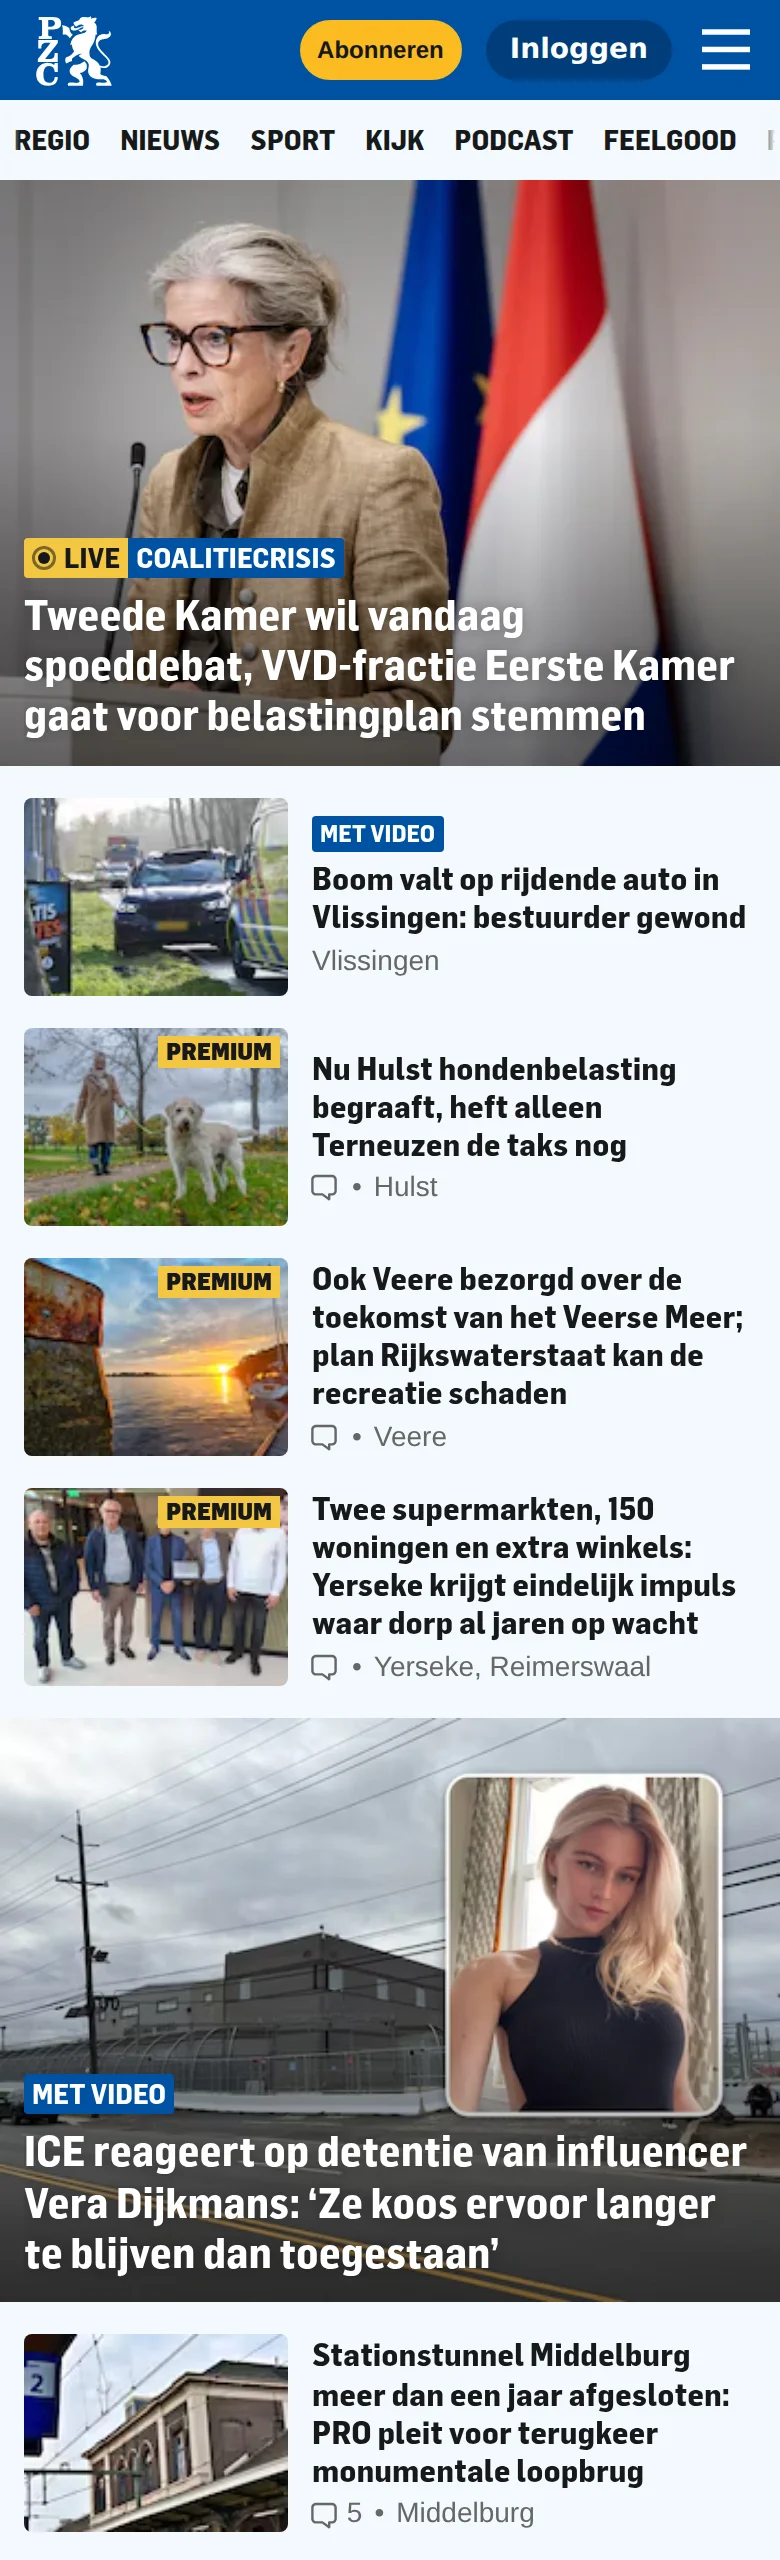 PZC
Abonneren
Inloggen
REGIO NIEUWS SPORT KIJK PODCAST FEELGOOD
LIVE COALITIECRISIS
Tweede Kamer wil vandaag
spoeddebat, VVD-fractie Eerste Kamer
gaat voor belastingplan stemmen
MET VIDEO
Boom valt op rijdende auto in
Vlissingen: bestuurder gewond
Vlissingen
PREMIUM
Nu Hulst hondenbelasting
begraaft, heft alleen
Terneuzen de taks nog
• Hulst
PREMIUM
Ook Veere bezorgd over de
toekomst van het Veerse Meer;
plan Rijkswaterstaat kan de
recreatie schaden
• Veere
PREMIUM
Twee supermarkten, 150
woningen en extra winkels:
Yerseke krijgt eindelijk impuls
waar dorp al jaren op wacht
• Yerseke, Reimerswaal
MET VIDEO
ICE reageert op detentie van influencer
Vera Dijkmans: ‘Ze koos ervoor langer
te blijven dan toegestaan’
2
Stationstunnel Middelburg
meer dan een jaar afgesloten:
PRO pleit voor terugkeer
monumentale loopbrug
5 • Middelburg